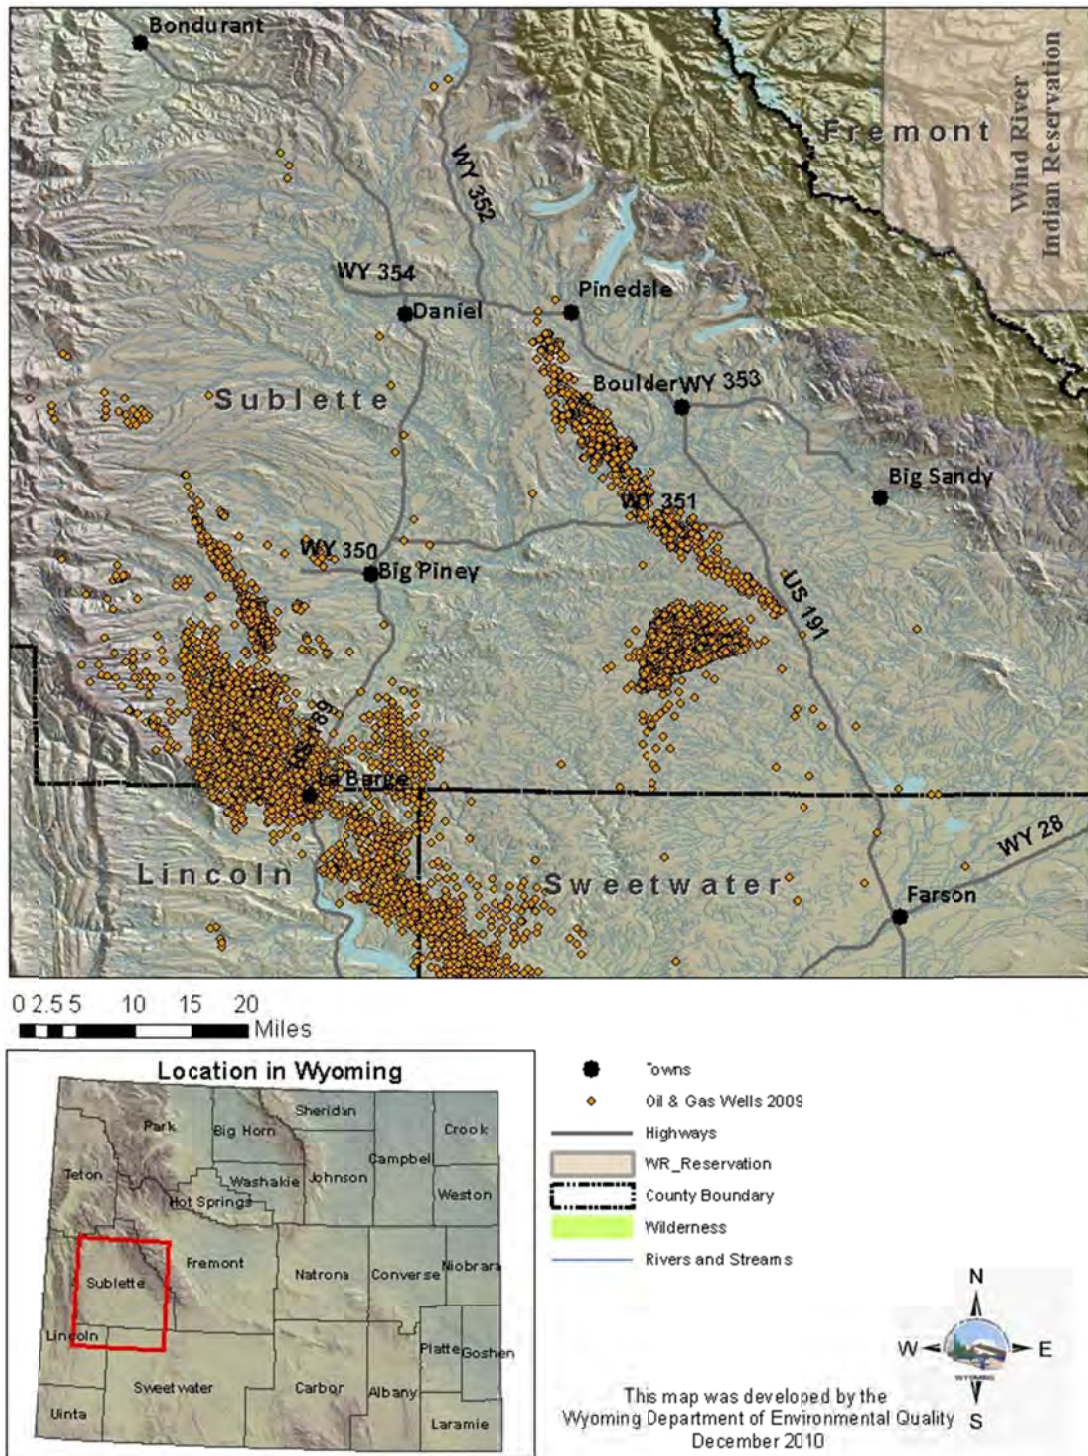 Bondurant
WY 352
Fremont
Wind River
Indian Reservation
WY 354
Daniel
Pinedale
Sublette
Boulder
WY 353
Big Sandy
WY 351
WY 350
Big Piney
US 191
La Barge
Lincoln
Sweetwater
WY 28
Farson
0 2.5 5 10 15 20
Miles
Location in Wyoming
Park
Big Horn
Sheridan
Crook
Campbell
Teton
Johnson
Washakie
Weston
Hot Springs
Fremont
Sublette
Natrona
Converse
Niobrara
Lincoln
Platte
Goshen
Sweetwater
Carbor
Albany
Uinta
Laramie
Towns
Oil & Gas Wells 2009
Highways
WR_Reservation
County Boundary
Wilderness
Rivers and Streams
N
W
E
S
WYOMING
This map was developed by the
Wyoming Department of Environmental Quality
December 2010